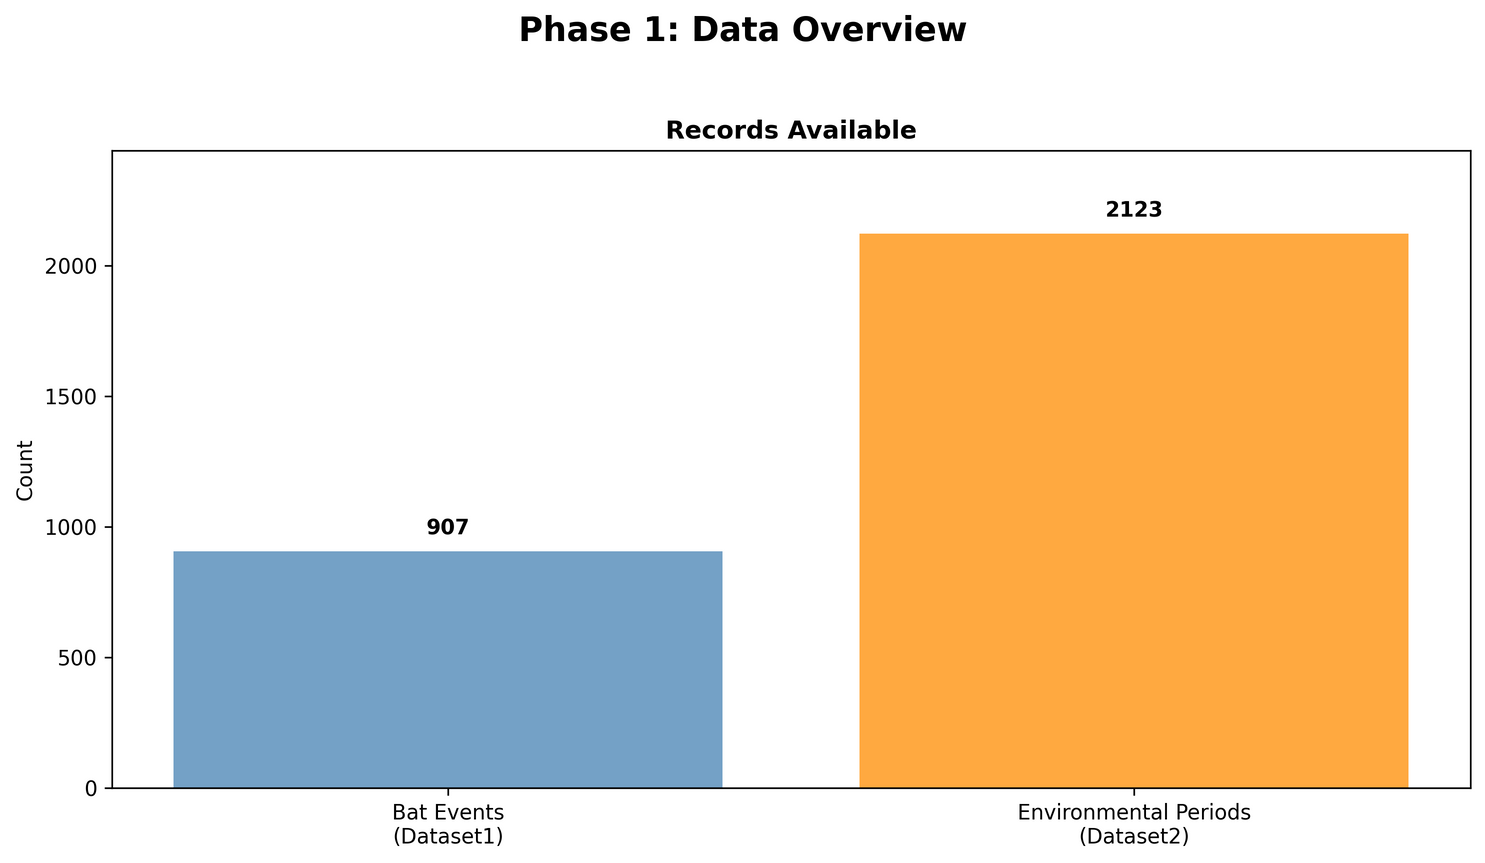 Phase 1: Data Overview
Records Available
2123
2000
1500
Count
1000
907
500
0
Bat Events
(Dataset1)
Environmental Periods
(Dataset2)